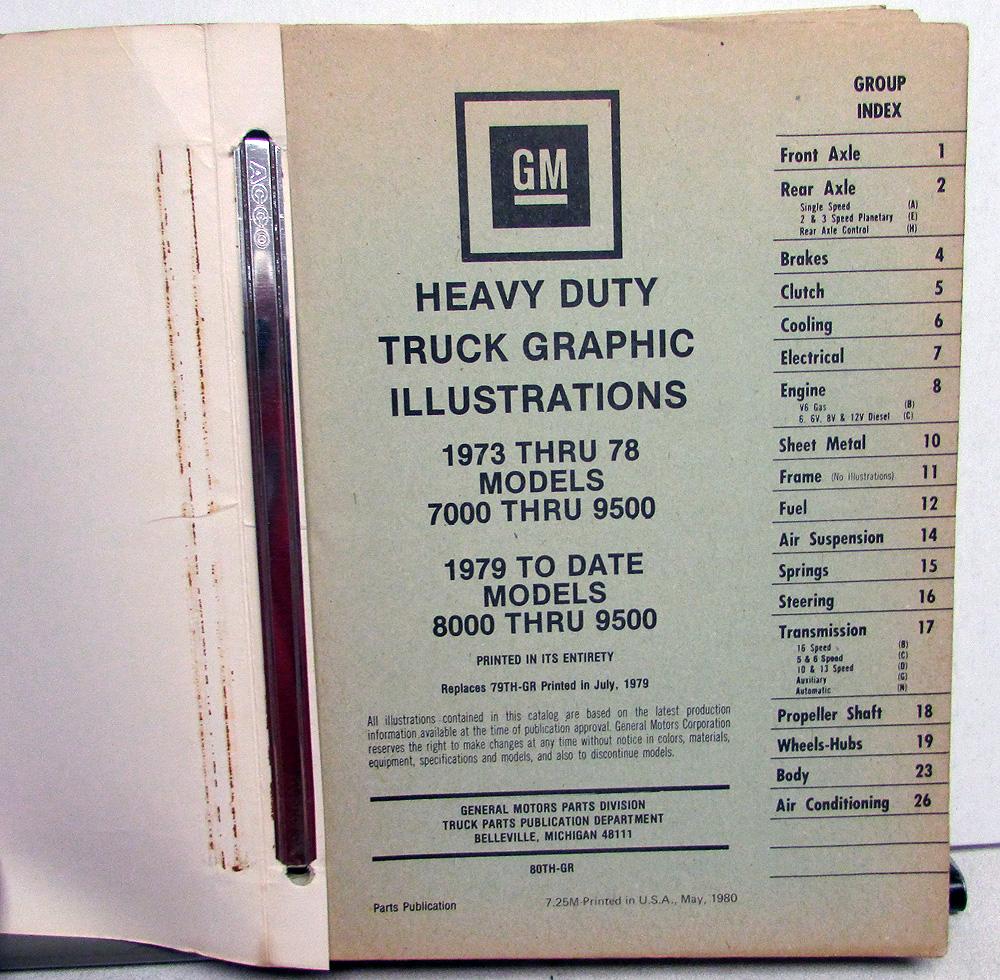 ACCO
GM
HEAVY DUTY
TRUCK GRAPHIC
ILLUSTRATIONS
1973 THRU 78
MODELS
7000 THRU 9500
1979 TO DATE
MODELS
8000 THRU 9500
PRINTED IN ITS ENTIRETY
Replaces 79TH-GR Printed in July, 1979
All illustrations contained in this catalog are based on the latest production
information available at the time of publication approval. General Motors Corporation
reserves the right to make changes at any time without notice in colors, materials,
equipment, specifications and models, and also to discontinue models.
GENERAL MOTORS PARTS DIVISION
TRUCK PARTS PUBLICATION DEPARTMENT
BELLEVILLE, MICHIGAN 48111
80TH-GR
Parts Publication 7.25M-Printed in U.S.A., May, 1980
GROUP
INDEX
Front Axle 1
Rear Axle 2
Single Speed (A)
2 & 3 Speed Planetary (E)
Rear Axle Control (H)
Brakes 4
Clutch 5
Cooling 6
Electrical 7
Engine 8
V6 Gas (B)
6, 6V, 8V & 12V Diesel (C)
Sheet Metal 10
Frame (No Illustrations) 11
Fuel 12
Air Suspension 14
Springs 15
Steering 16
Transmission 17
16 Speed (B)
5 & 6 Speed (C)
10 & 13 Speed (D)
Auxiliary (G)
Automatic (N)
Propeller Shaft 18
Wheels-Hubs 19
Body 23
Air Conditioning 26